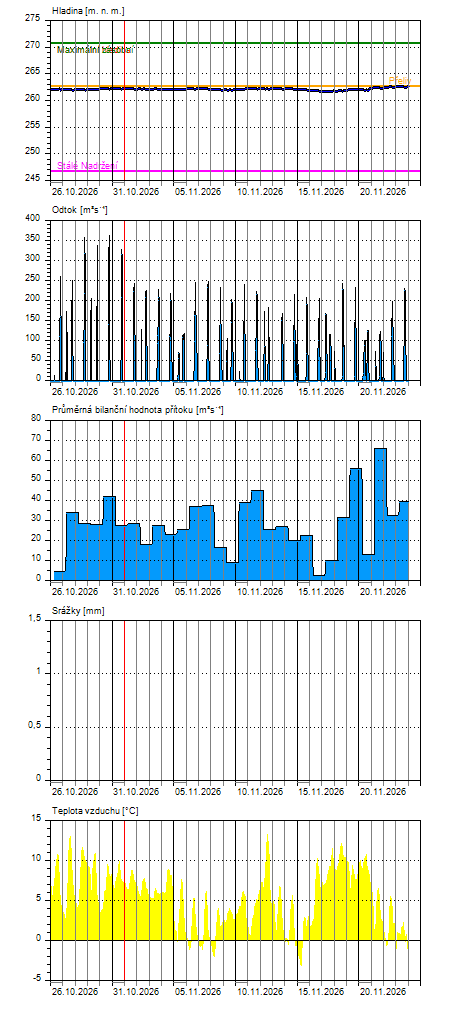 Hladina [m. n. m.]
275
270
265
260
255
250
245
Přeliv
Stálé Nadržení
26.10.2026 31.10.2026 05.11.2026 10.11.2026 15.11.2026 20.11.2026
Odtok [m³s⁻¹]
400
350
300
250
200
150
100
50
0
26.10.2026 31.10.2026 05.11.2026 10.11.2026 15.11.2026 20.11.2026
Průměrná bilanční hodnota přítoku [m³s⁻¹]
80
70
60
50
40
30
20
10
0
26.10.2026 31.10.2026 05.11.2026 10.11.2026 15.11.2026 20.11.2026
Srážky [mm]
1,5
1
0,5
0
26.10.2026 31.10.2026 05.11.2026 10.11.2026 15.11.2026 20.11.2026
Teplota vzduchu [°C]
15
10
5
0
-5
26.10.2026 31.10.2026 05.11.2026 10.11.2026 15.11.2026 20.11.2026